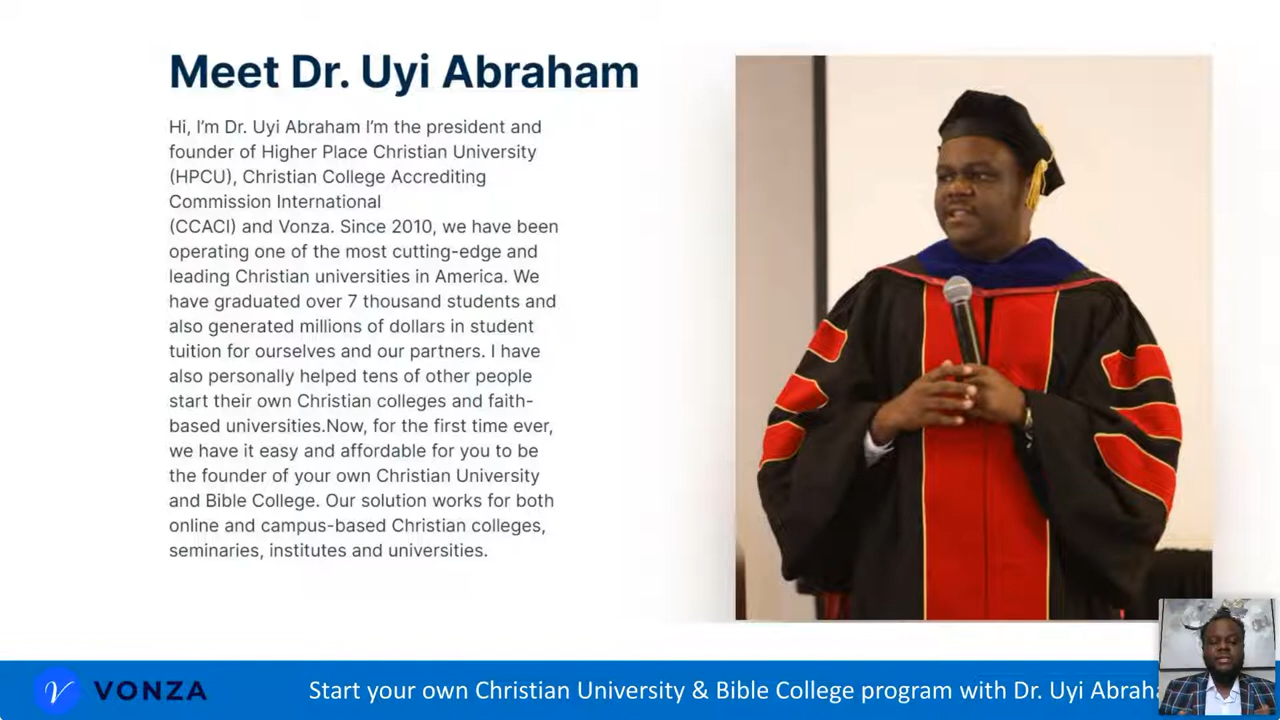 Meet Dr. Uyi Abraham
Hi, I'm Dr. Uyi Abraham I'm the president and
founder of Higher Place Christian University
(HPCU), Christian College Accrediting
Commission International
(CCACI) and Vonza. Since 2010, we have been
operating one of the most cutting-edge and
leading Christian universities in America. We
have graduated over 7 thousand students and
also generated millions of dollars in student
tuition for ourselves and our partners. I have
also personally helped tens of other people
start their own Christian colleges and faith-
based universities.Now, for the first time ever,
we have it easy and affordable for you to be
the founder of your own Christian University
and Bible College. Our solution works for both
online and campus-based Christian colleges,
seminaries, institutes and universities.
VONZA
Start your own Christian University & Bible College program with Dr. Uyi Abrah